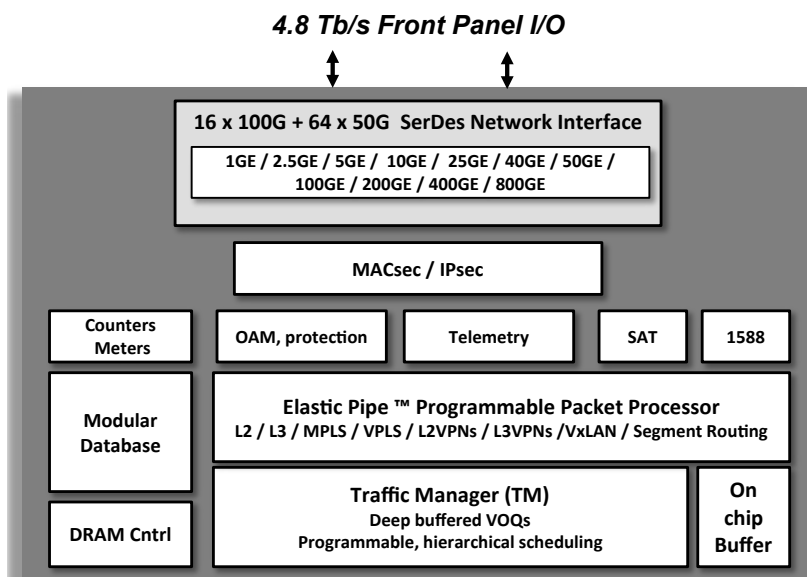 4.8 Tb/s Front Panel I/O
16 x 100G + 64 x 50G SerDes Network Interface
1GE / 2.5GE / 5GE / 10GE / 25GE / 40GE / 50GE /
100GE / 200GE / 400GE / 800GE
MACsec / IPsec
Counters
Meters
OAM, protection
Telemetry
SAT
1588
Modular
Database
Elastic Pipe ™ Programmable Packet Processor
L2 / L3 / MPLS / VPLS / L2VPNs / L3VPNs /VxLAN / Segment Routing
DRAM Cntrl
Traffic Manager (TM)
Deep buffered VOQs
Programmable, hierarchical scheduling
On
chip
Buffer